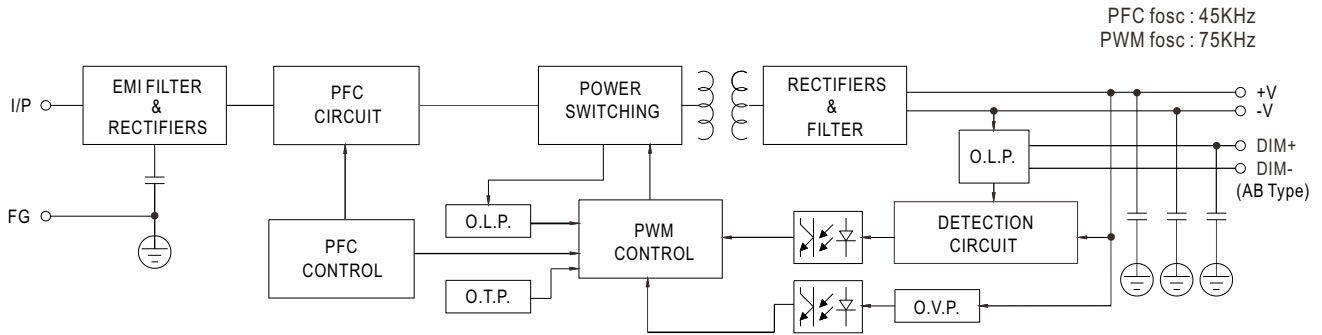 PFC fosc : 45KHz
PWM fosc : 75KHz
I/P
EMI FILTER
&
RECTIFIERS
PFC
CIRCUIT
POWER
SWITCHING
RECTIFIERS
&
FILTER
+V
-V
O.L.P.
DIM+
DIM-
(AB Type)
FG
O.L.P.
PFC
CONTROL
PWM
CONTROL
DETECTION
CIRCUIT
O.T.P.
O.V.P.